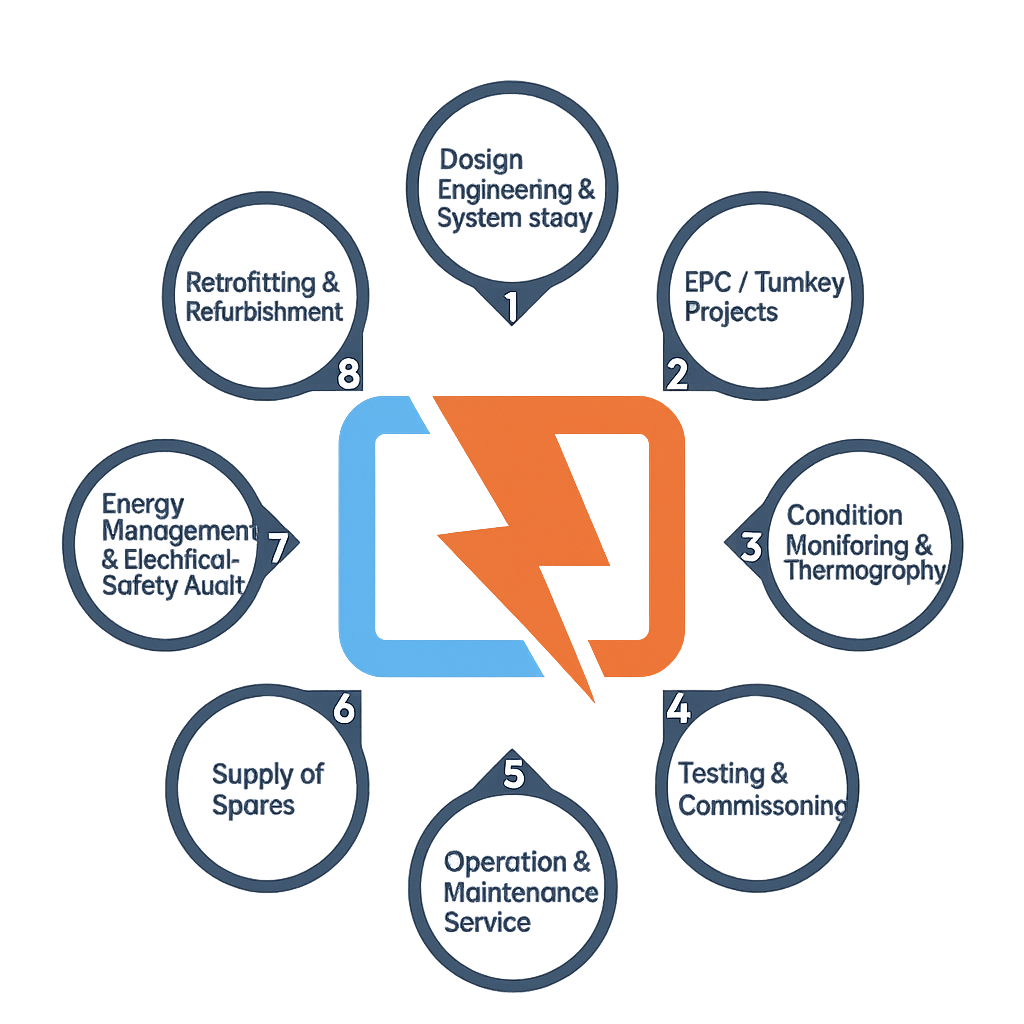 Dosign
Engineering &
System staay
1
EPC / Tumkey
Projects
2
Condition
Moniforing &
Thermogrophy
3
Testing &
Commissoning
4
Operation &
Maintenance
Service
5
Supply of
Spares
6
Energy
Management
& Elechfical-
Safety Aualt
7
Retrofitting &
Refurbishment
8